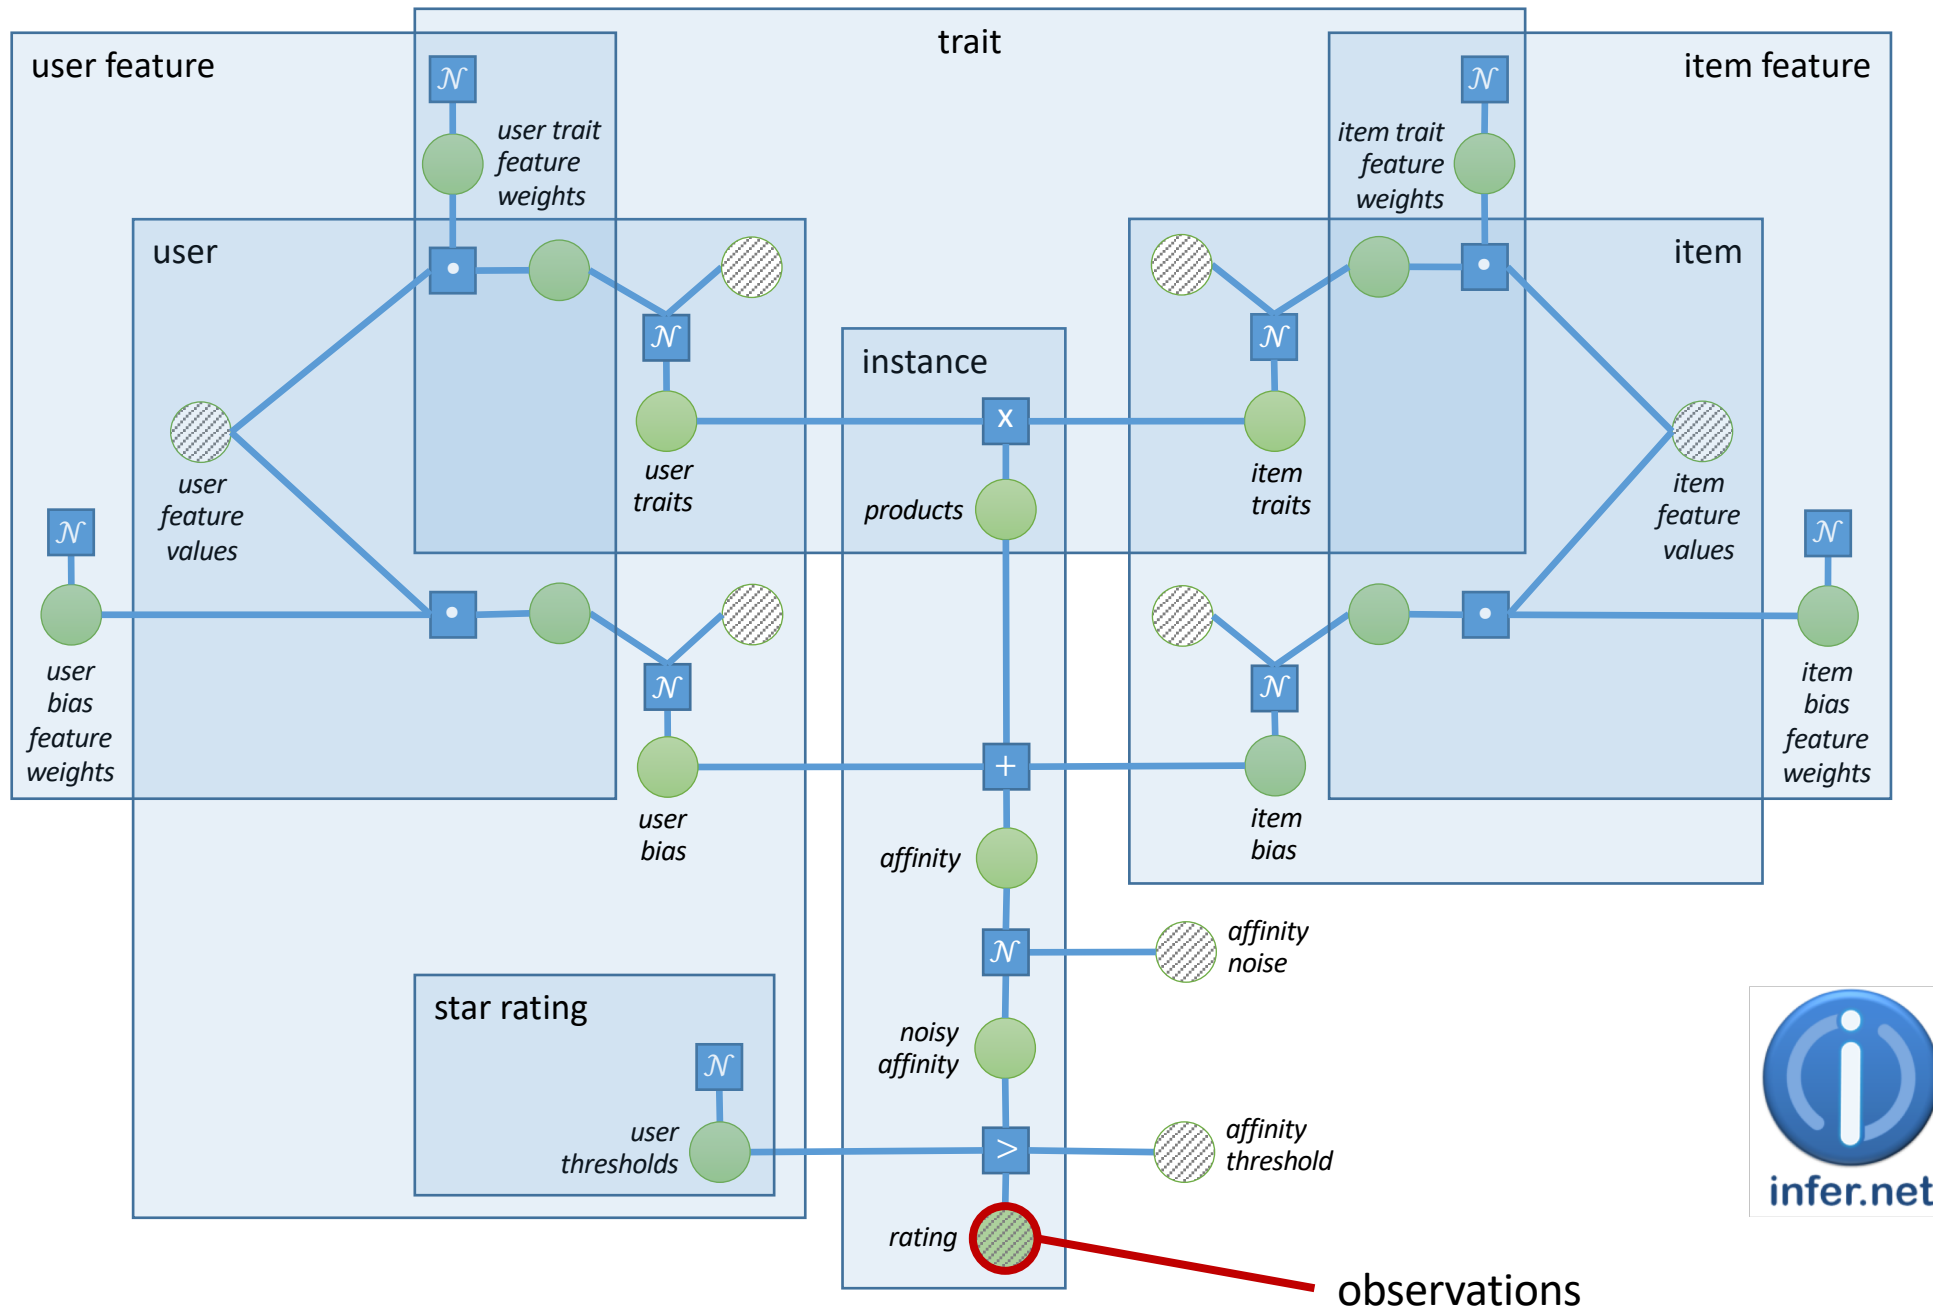 trait
user feature
item feature
𝒩
𝒩
user trait
feature
weights
item trait
feature
weights
user
item
•
•
𝒩
𝒩
instance
x
user
traits
item
traits
products
user
feature
values
item
feature
values
𝒩
𝒩
•
•
user
bias
feature
weights
item
bias
feature
weights
𝒩
𝒩
+
user
bias
item
bias
affinity
𝒩
affinity
noise
star rating
noisy
affinity
𝒩
user
thresholds
>
affinity
threshold
rating
observations
infer.net